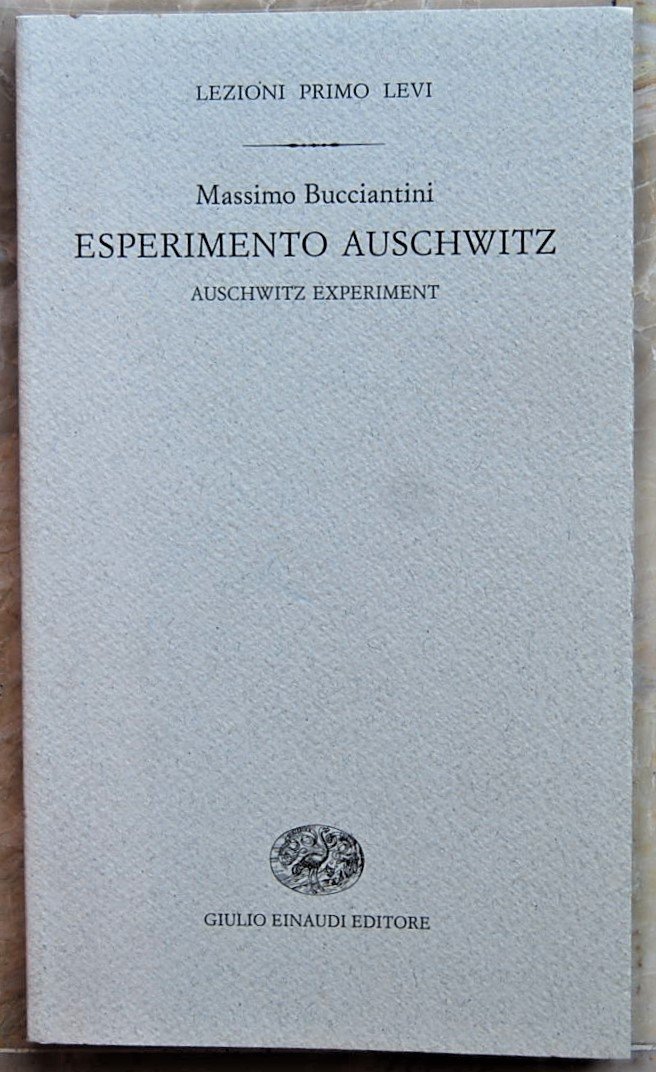 LEZIONI PRIMO LEVI
Massimo Bucciantini
ESPERIMENTO AUSCHWITZ
AUSCHWITZ EXPERIMENT
GIULIO EINAUDI EDITORE